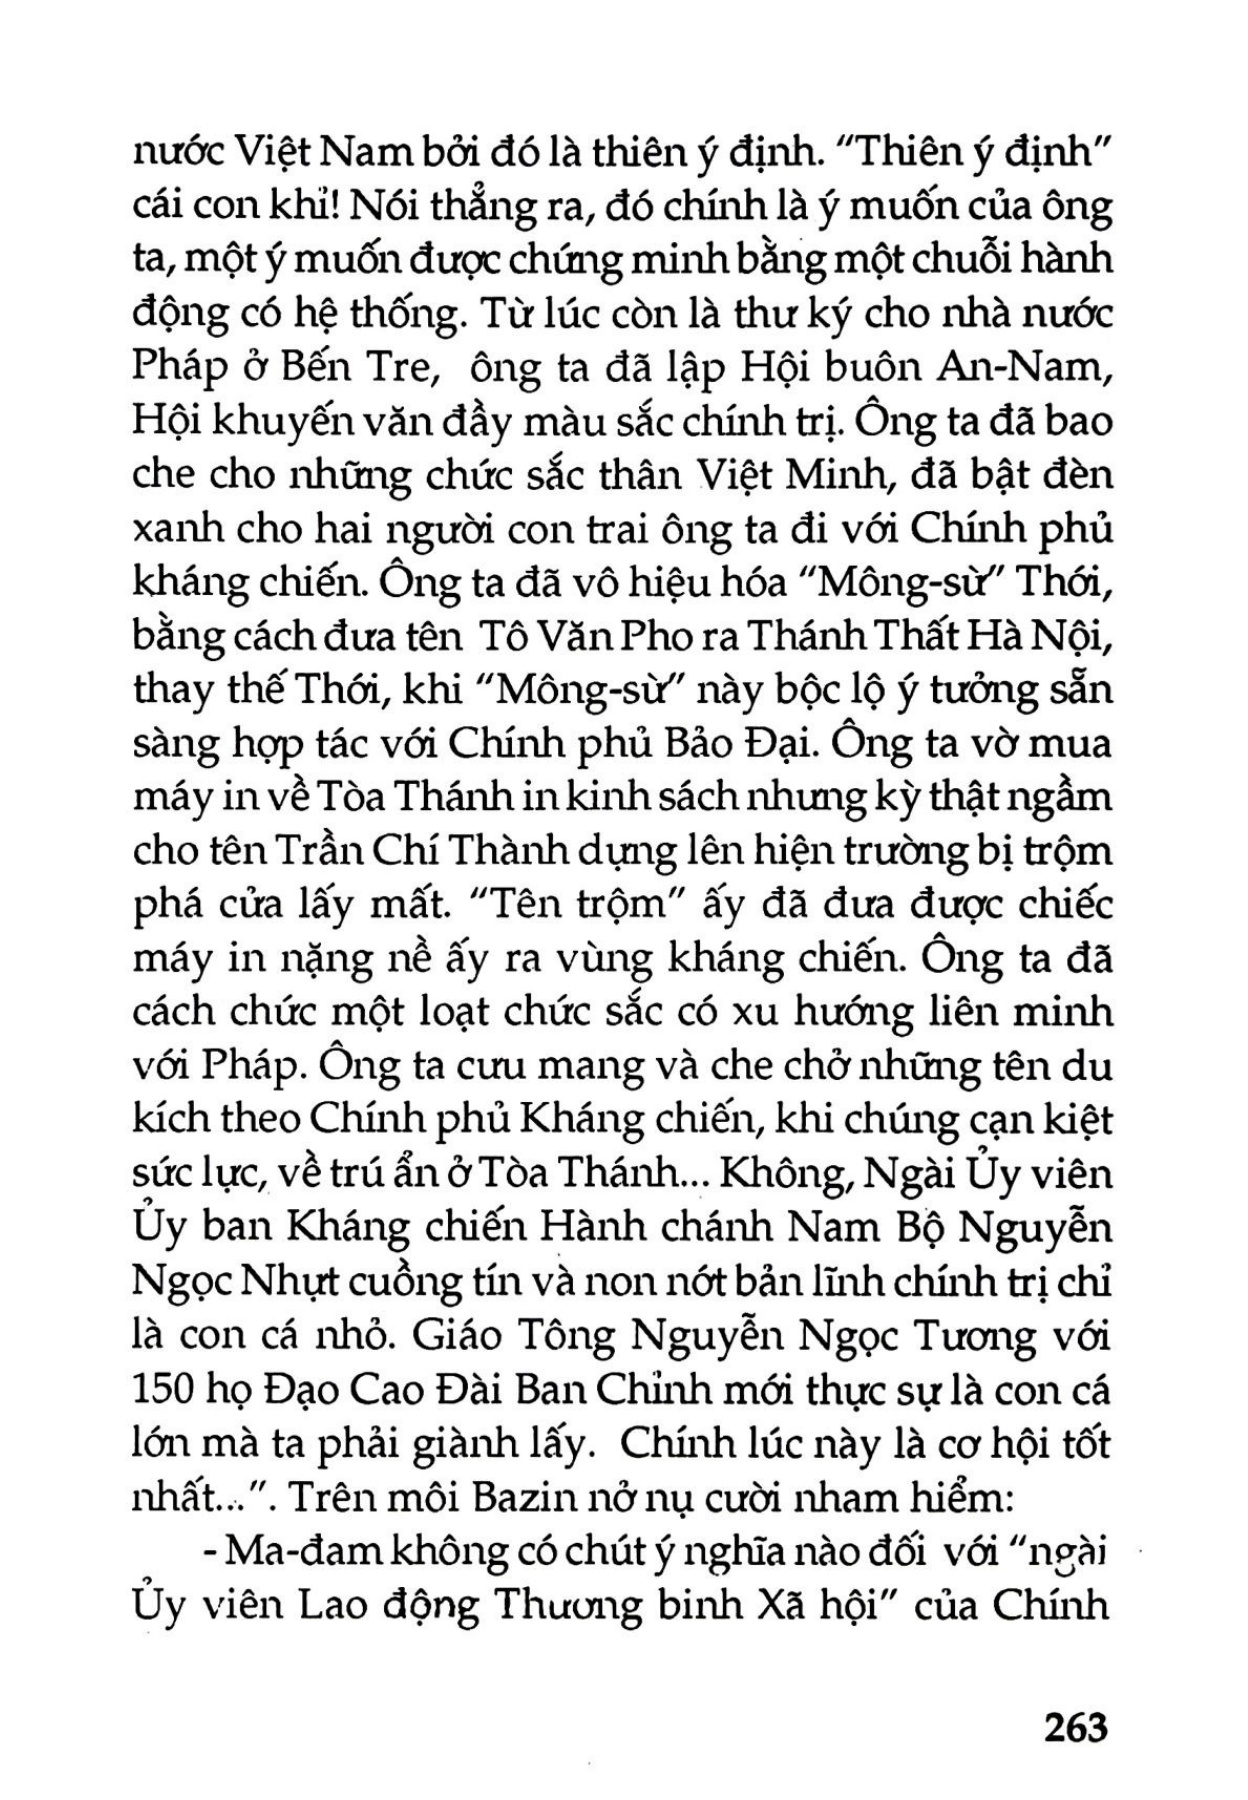 nước Việt Nam bởi đó là thiên ý định. "Thiên ý định"
cái con khỉ! Nói thẳng ra, đó chính là ý muốn của ông
ta, một ý muốn được chứng minh bằng một chuỗi hành
động có hệ thống. Từ lúc còn là thư ký cho nhà nước
Pháp ở Bến Tre, ông ta đã lập Hội buôn An-Nam,
Hội khuyến văn đầy màu sắc chính trị. Ông ta đã bao
che cho những chức sắc thân Việt Minh, đã bật đèn
xanh cho hai người con trai ông ta đi với Chính phủ
kháng chiến. Ông ta đã vô hiệu hóa "Mông-sừ" Thới,
bằng cách đưa tên Tô Văn Pho ra Thánh Thất Hà Nội,
thay thế Thới, khi "Mông-sừ" này bộc lộ ý tưởng sẵn
sàng hợp tác với Chính phủ Bảo Đại. Ông ta vờ mua
máy in về Tòa Thánh in kinh sách nhưng kỳ thật ngầm
cho tên Trần Chí Thành dựng lên hiện trường bị trộm
phá cửa lấy mất. "Tên trộm" ấy đã đưa được chiếc
máy in nặng nề ấy ra vùng kháng chiến. Ông ta đã
cách chức một loạt chức sắc có xu hướng liên minh
với Pháp. Ông ta cưu mang và che chở những tên du
kích theo Chính phủ Kháng chiến, khi chúng cạn kiệt
sức lực, về trú ẩn ở Tòa Thánh... Không, Ngài Ủy viên
Ủy ban Kháng chiến Hành chánh Nam Bộ Nguyễn
Ngọc Nhựt cuồng tín và non nớt bản lĩnh chính trị chỉ
là con cá nhỏ. Giáo Tông Nguyễn Ngọc Tương với
150 họ Đạo Cao Đài Ban Chỉnh mới thực sự là con cá
lớn mà ta phải giành lấy. Chính lúc này là cơ hội tốt
nhất...". Trên môi Bazin nở nụ cười nham hiểm:
- Ma-đam không có chút ý nghĩa nào đối với "ngài
Ủy viên Lao động Thương binh Xã hội" của Chính
263